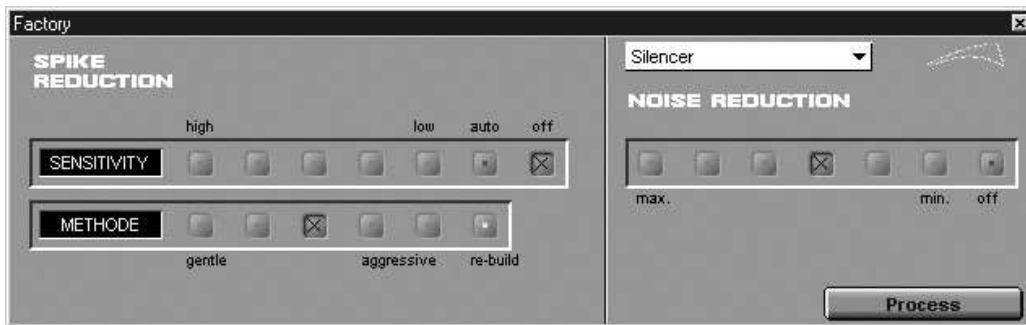 Factory
SPIKE
REDUCTION
high low auto off
SENSITIVITY
METHODE
gentle aggressive re-build
Silencer
NOISE REDUCTION
max. min. off
Process